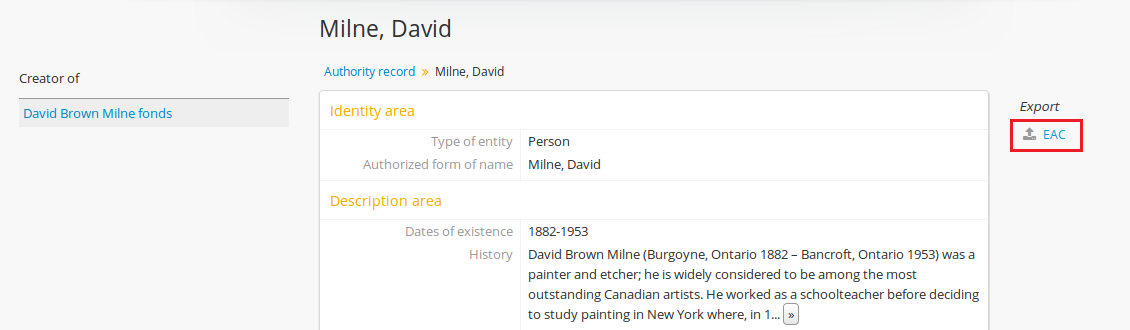 Milne, David
Creator of
David Brown Milne fonds
Authority record » Milne, David
Identity area
Type of entity Person
Authorized form of name Milne, David
Description area
Dates of existence 1882-1953
History David Brown Milne (Burgoyne, Ontario 1882 – Bancroft, Ontario 1953) was a
painter and etcher; he is widely considered to be among the most
outstanding Canadian artists. He worked as a schoolteacher before deciding
to study painting in New York where, in 1... »
Export
EAC